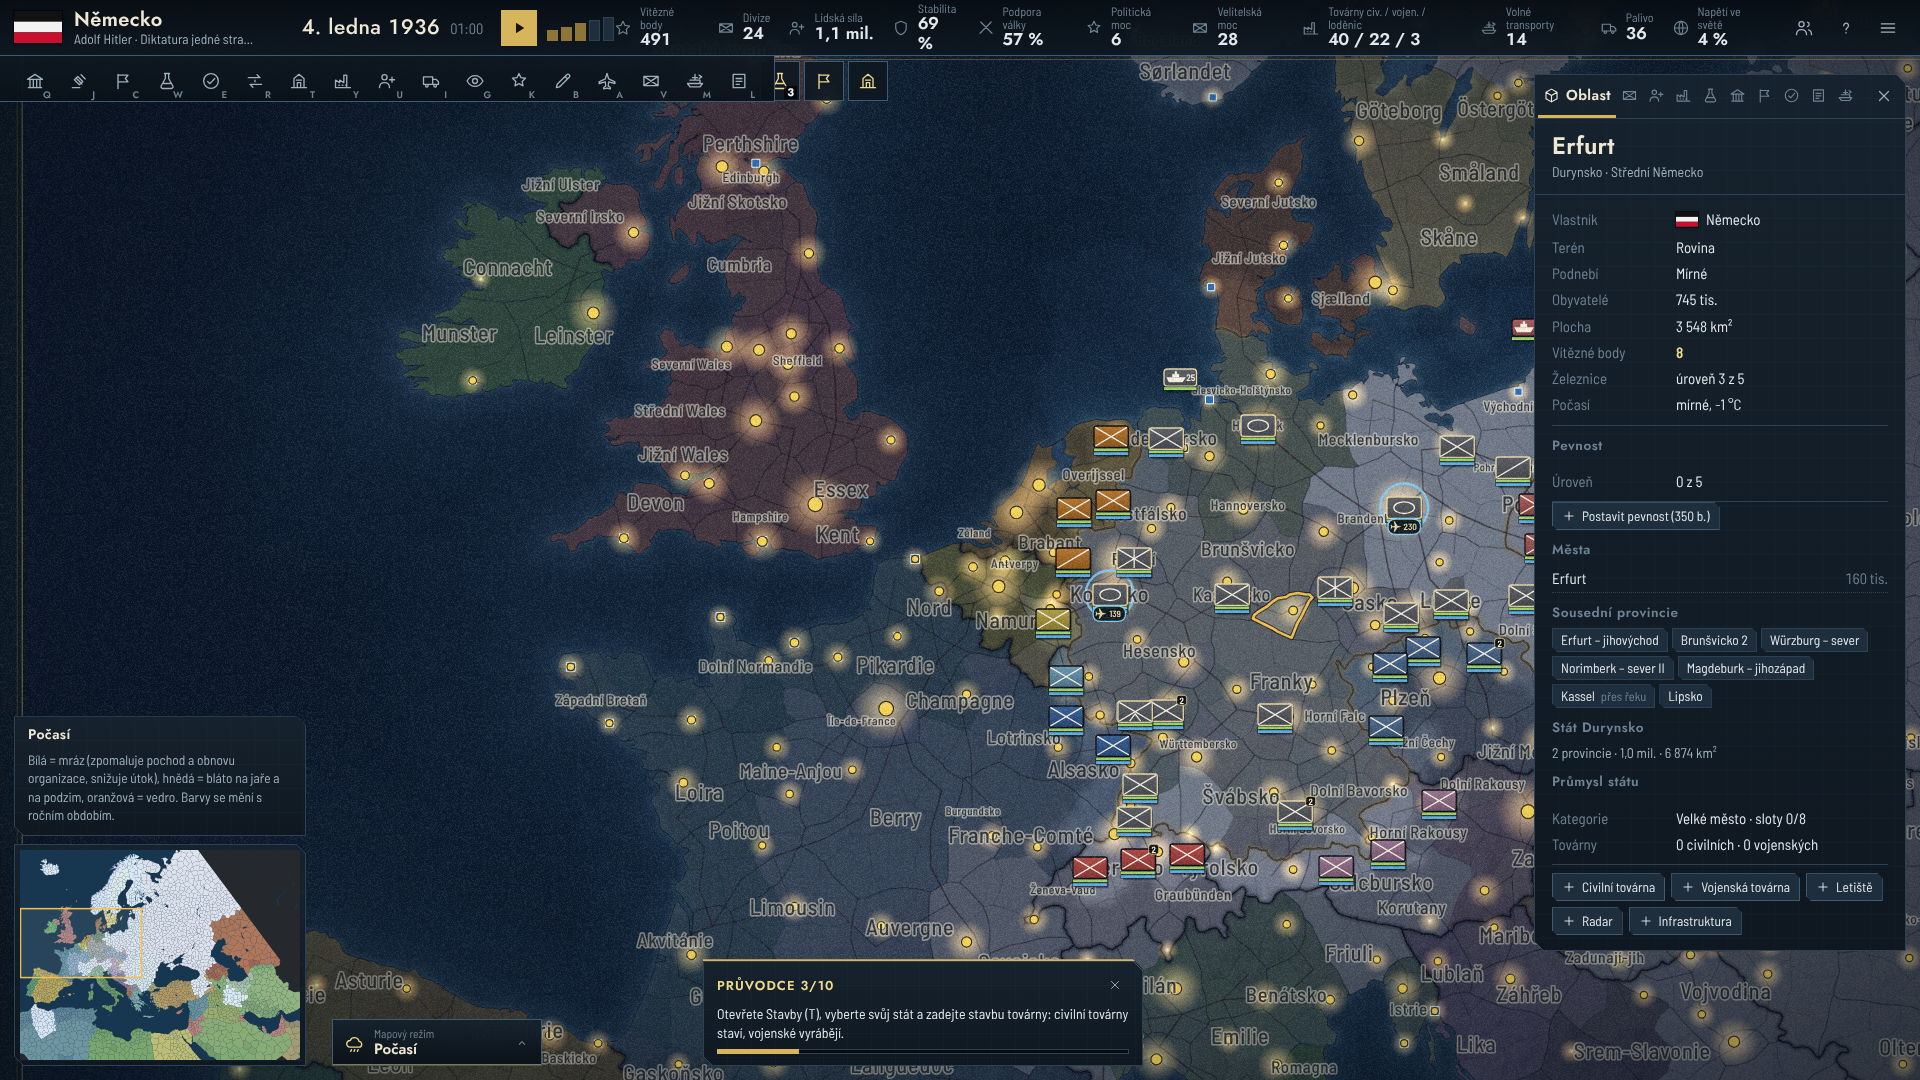 Německo
Adolf Hitler · Diktatura jedné stra...
4. ledna 1936 01:00
Vítězné body 491
Divize 24
Lidská síla 1,1 mil.
Stabilita 69 %
Podpora války 57 %
Politická moc 6
Velitelská moc 28
Továrny civ. / vojen. / loděnic 40 / 22 / 3
Volné transporty 14
Palivo 36
Napětí ve světě 4 %
?
Q J C W E R T Y U I G K B A V M L
3
Oblast
Erfurt
Durynsko · Střední Německo
Vlastník Německo
Terén Rovina
Podnebí Mírné
Obyvatelé 745 tis.
Plocha 3 548 km²
Vítězné body 8
Železnice úroveň 3 z 5
Počasí mírné, -1 °C
Pevnost
Úroveň 0 z 5
Postavit pevnost (350 b.)
Města
Erfurt 160 tis.
Sousední provincie
Erfurt – jihovýchod
Brunšvicko 2
Würzburg – sever
Norimberk – sever II
Magdeburk – jihozápad
Kassel přes řeku
Lipsko
Stát Durynsko
2 provincie · 1,0 mil. · 6 874 km²
Průmysl státu
Kategorie Velké město · sloty 0/8
Továrny 0 civilních · 0 vojenských
Civilní továrna
Vojenská továrna
Letiště
Radar
Infrastruktura
Sørlandet
Göteborg
Perthshire
Edinburgh
Jižní Ulster
Jižní Skotsko
Severní Irsko
Småland
Severní Jutsko
Skåne
Connacht
Cumbria
Jižní Jutsko
Sjælland
Munster
Leinster
Severní Wales
Sheffield
25
Střední Wales
Mecklenbursko
Jižní Wales
Overijssel
Essex
Devon
Hampshire
Kent
Hannoversko
Zéland
Brabant
Antverpy
Brunšvicko
230
139
Nord
Namur
Hesensko
Dolní Normandie
Pikardie
Franky
Plzeň
Západní Bretaň
Champagne
Île-de-France
2
2
Horní Falc
Lotrinsko
Württembersko
Jižní Čechy
Maine-Anjou
Alsasko
Loira
Švábsko
Dolní Bavorsko
Dolní Rakousy
2
Burgundsko
Poitou
Berry
Franche-Comté
Horní Rakousy
2
Ženeva-Vaud
Graubünden
Limousin
Korutany
Auvergne
Akvitánie
Friuli
Lublaň
Zadunají-jih
Asturie
Benátsko
Záhřeb
Vojvodina
Istrie
Emilie
Lika
Srem-Slavonie
Romagna
Baskicko
Gaskoňsko
Languedoc
Počasí
Bílá = mráz (zpomaluje pochod a obnovu
organizace, snižuje útok), hnědá = bláto na jaře a
na podzim, oranžová = vedro. Barvy se mění s
ročním obdobím.
Mapový režim
Počasí
PRŮVODCE 3/10
Otevřete Stavby (T), vyberte svůj stát a zadejte stavbu továrny: civilní továrny
staví, vojenské vyrábějí.